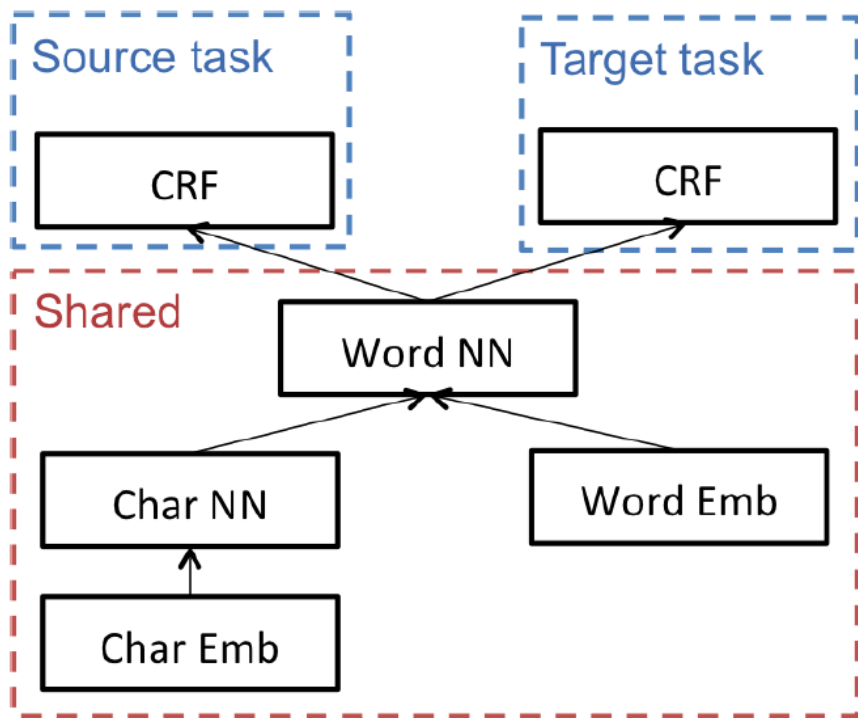 Source task
Target task
CRF
CRF
Shared
Word NN
Char NN
Word Emb
Char Emb